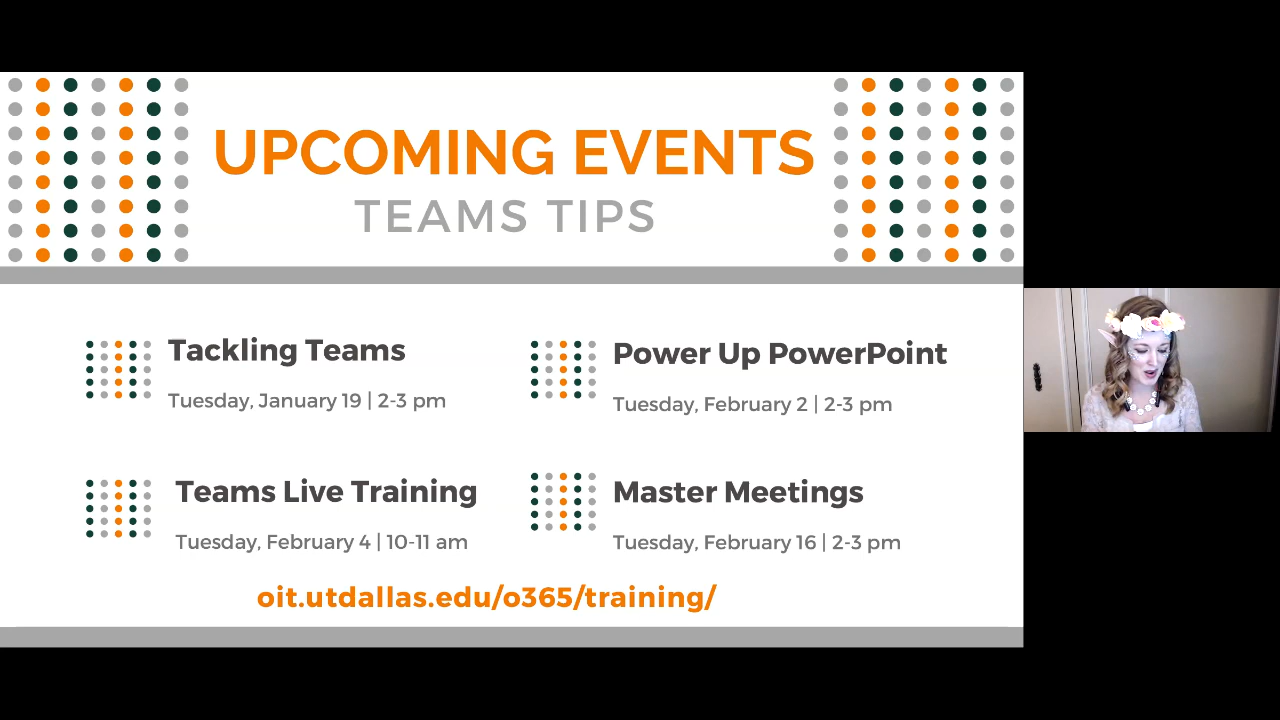 UPCOMING EVENTS
TEAMS TIPS
Tackling Teams
Tuesday, January 19 | 2-3 pm
Power Up PowerPoint
Tuesday, February 2 | 2-3 pm
Teams Live Training
Tuesday, February 4 | 10-11 am
Master Meetings
Tuesday, February 16 | 2-3 pm
oit.utdallas.edu/o365/training/